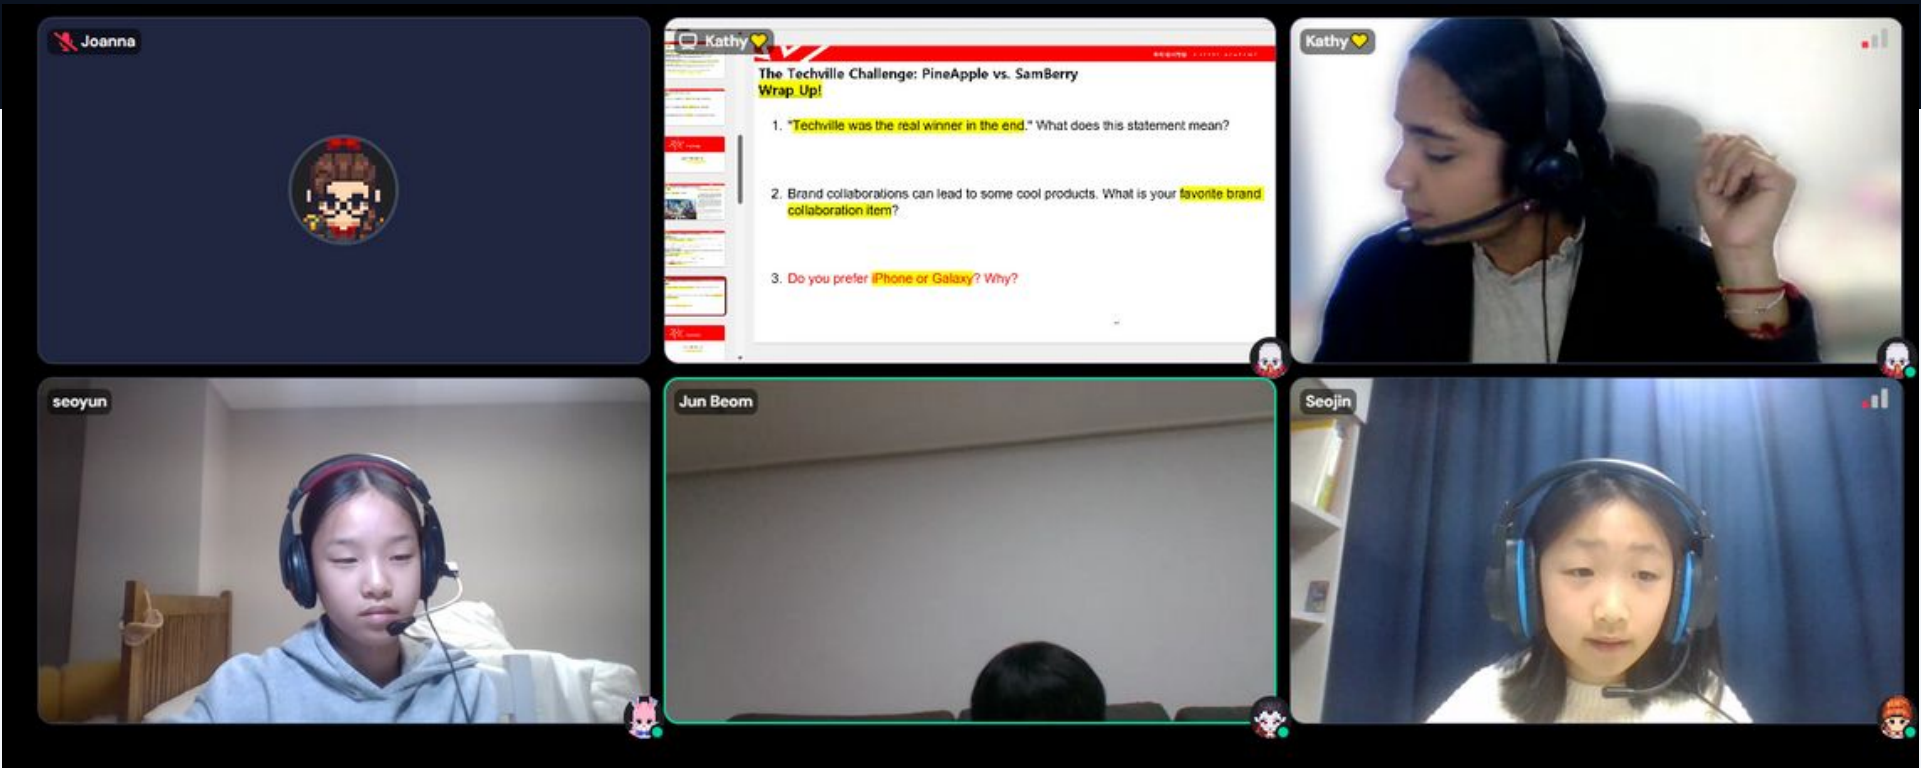 Joanna
Kathy💛
The Techville Challenge: PineApple vs. SamBerry
Wrap Up!
1. "Techville was the real winner in the end." What does this statement mean?
2. Brand collaborations can lead to some cool products. What is your favorite brand
collaboration item?
3. Do you prefer iPhone or Galaxy? Why?
Kathy💛
seoyun
Jun Beom
Seojin